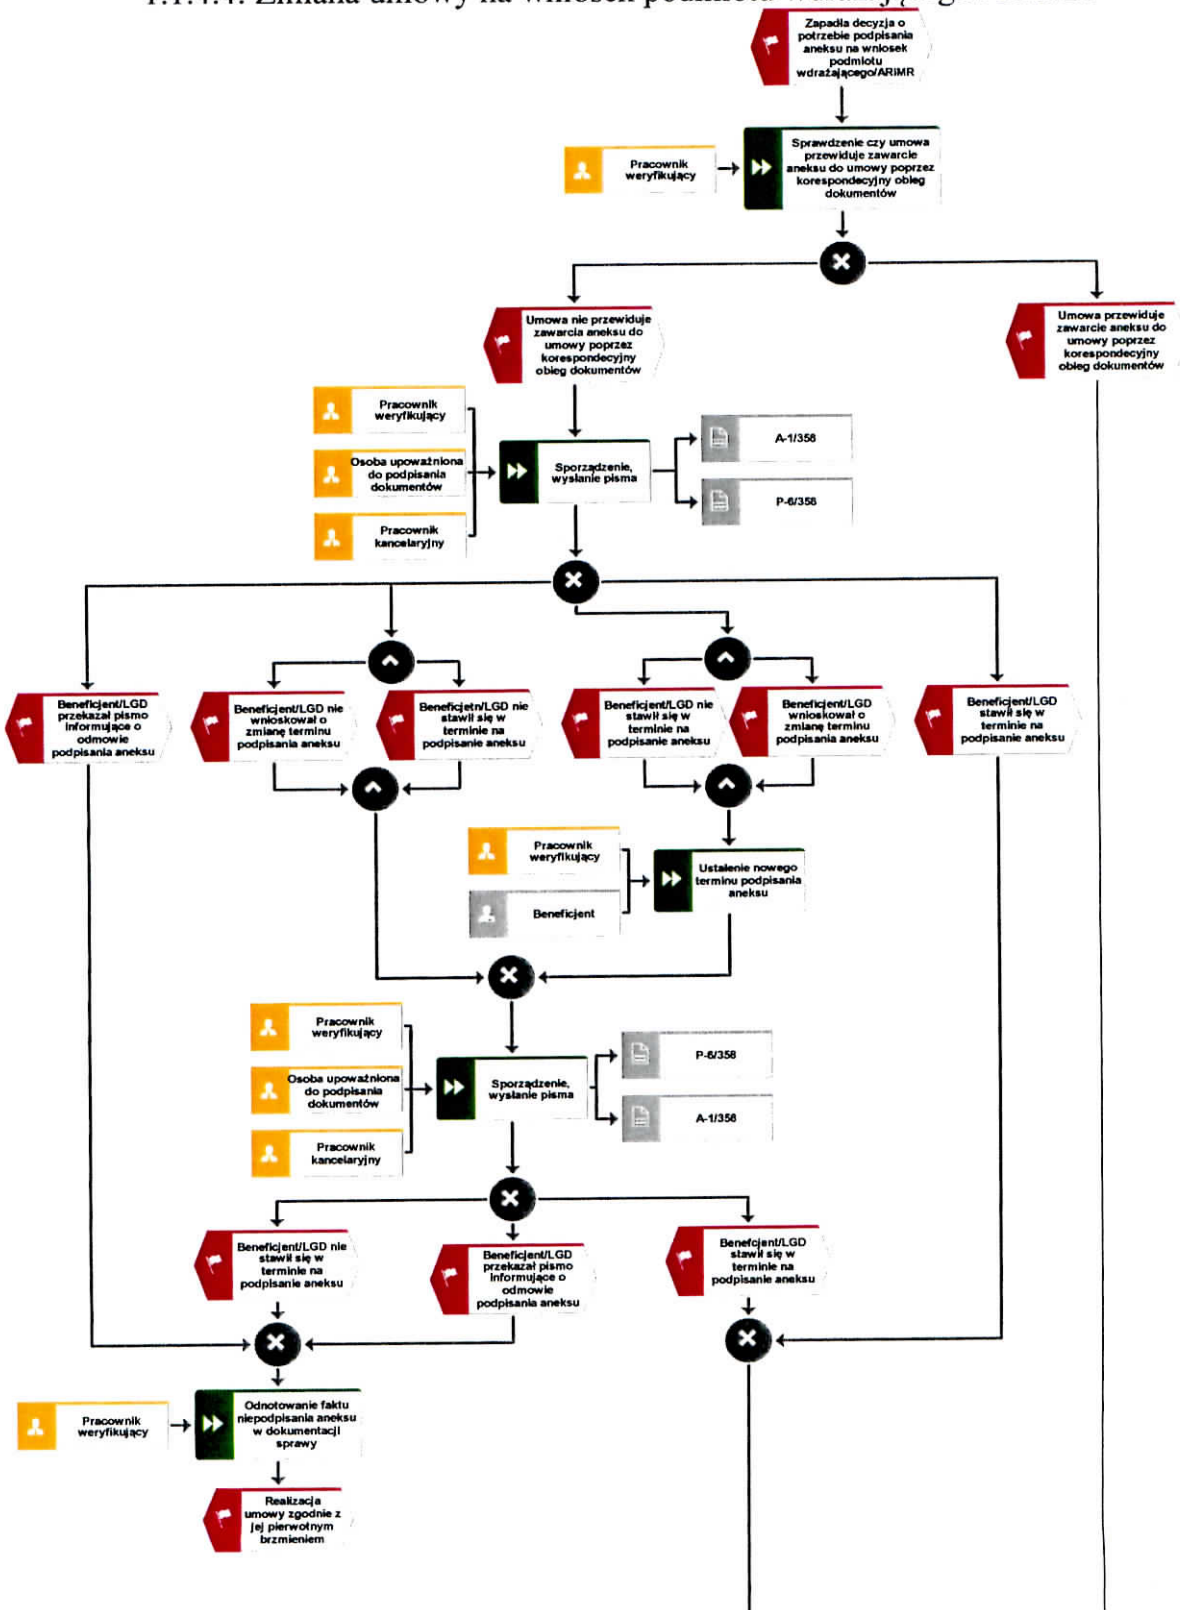 1.1.4.4. Zmiana umowy na wniosek podmiotu
Zapadła decyzja o
potrzebie podpisania
aneksu na wniosek
podmiotu
wdrażającego/ARiMR
Sprawdzenie czy umowa
przewiduje zawarcie
aneksu do umowy poprzez
korespondecyjny obieg
dokumentów
Pracownik
weryfikujący
Umowa nie przewiduje
zawarcia aneksu do
umowy poprzez
korespondecyjny
obieg dokumentów
Umowa przewiduje
zawarcie aneksu do
umowy poprzez
korespondecyjny
obieg dokumentów
Pracownik
weryfikujący
Osoba upoważniona
do podpisania
dokumentów
Pracownik
kancelaryjny
Sporządzenie,
wysłanie pisma
A-1/358
P-6/358
Beneficjent/LGD
przekazał pismo
informujące o
odmowie
podpisania aneksu
Beneficjent/LGD nie
wnioskował o
zmianę terminu
podpisania aneksu
Beneficjetn/LGD nie
stawił się w
terminie na
podpisanie aneksu
Beneficjent/LGD nie
stawił się w
terminie na
podpisanie aneksu
Beneficjent/LGD
wnioskował o
zmianę terminu
podpisania aneksu
Beneficjent/LGD
stawił się w
terminie na
podpisanie aneksu
Pracownik
weryfikujący
Beneficjent
Ustalenie nowego
terminu podpisania
aneksu
Pracownik
weryfikujący
Osoba upoważniona
do podpisania
dokumentów
Pracownik
kancelaryjny
Sporządzenie,
wysłanie pisma
P-6/358
A-1/358
Beneficjent/LGD nie
stawił się w
terminie na
podpisanie aneksu
Beneficjent/LGD
przekazał pismo
informujące o
odmowie
podpisania aneksu
Benefcjent/LGD
stawił się w
terminie na
podpisanie aneksu
Pracownik
weryfikujący
Odnotowanie faktu
niepodpisania aneksu
w dokumentacji
sprawy
Realizacja
umowy zgodnie z
jej pierwotnym
brzmieniem